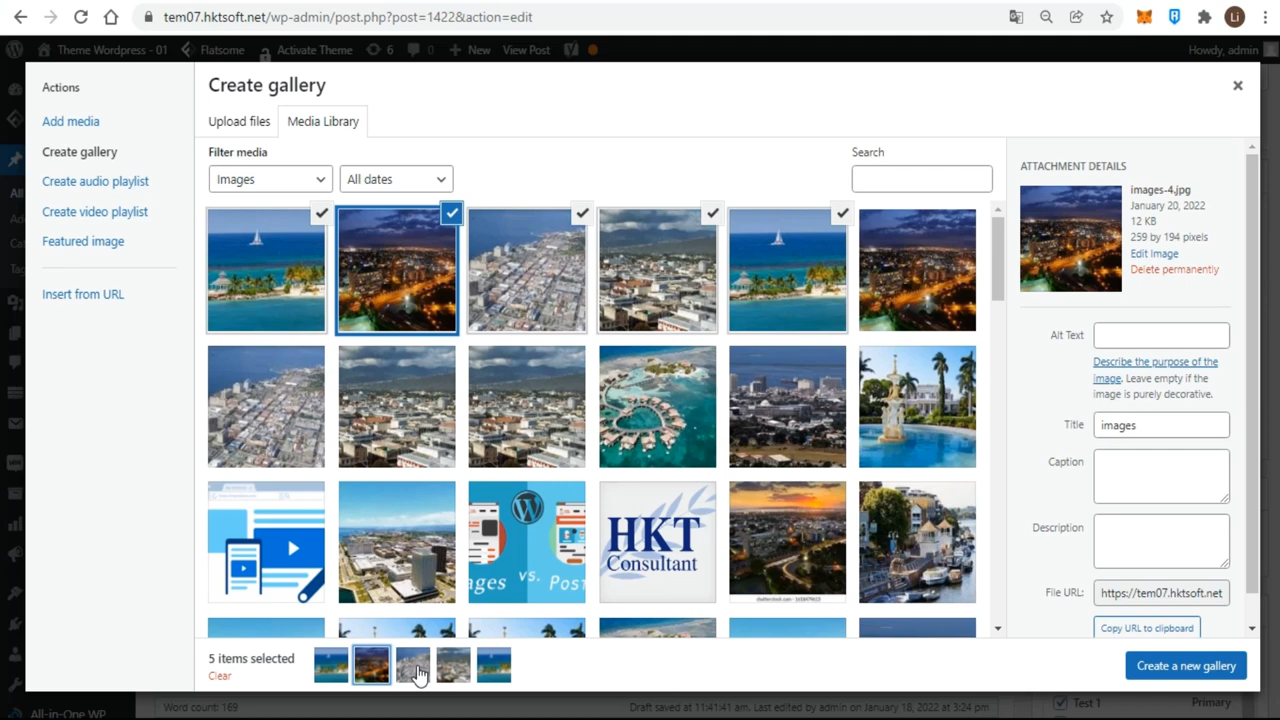 tem07.hktsoft.net/wp-admin/post.php?post=1422&action=edit
Li
Theme Wordpress - 01
Flatsome
Activate Theme
6
0
New
View Post
Howdy, admin
Actions
Add media
Create gallery
Create audio playlist
Create video playlist
Featured image
Insert from URL
Create gallery
Upload files
Media Library
Filter media
Images
All dates
Search
ages vs. Post
HKT
Consultant
5 items selected
Clear
ATTACHMENT DETAILS
images-4.jpg
January 20, 2022
12 KB
259 by 194 pixels
Edit Image
Delete permanently
Alt Text
Describe the purpose of the
image. Leave empty if the
image is purely decorative.
Title
images
Caption
Description
File URL:
https://tem07.hktsoft.net
Copy URL to clipboard
Create a new gallery
All
All-in-One WP
Word count: 169
Draft saved at 11:41:41 am. Last edited by admin on January 18, 2022 at 3:24 pm
Test 1
Primary